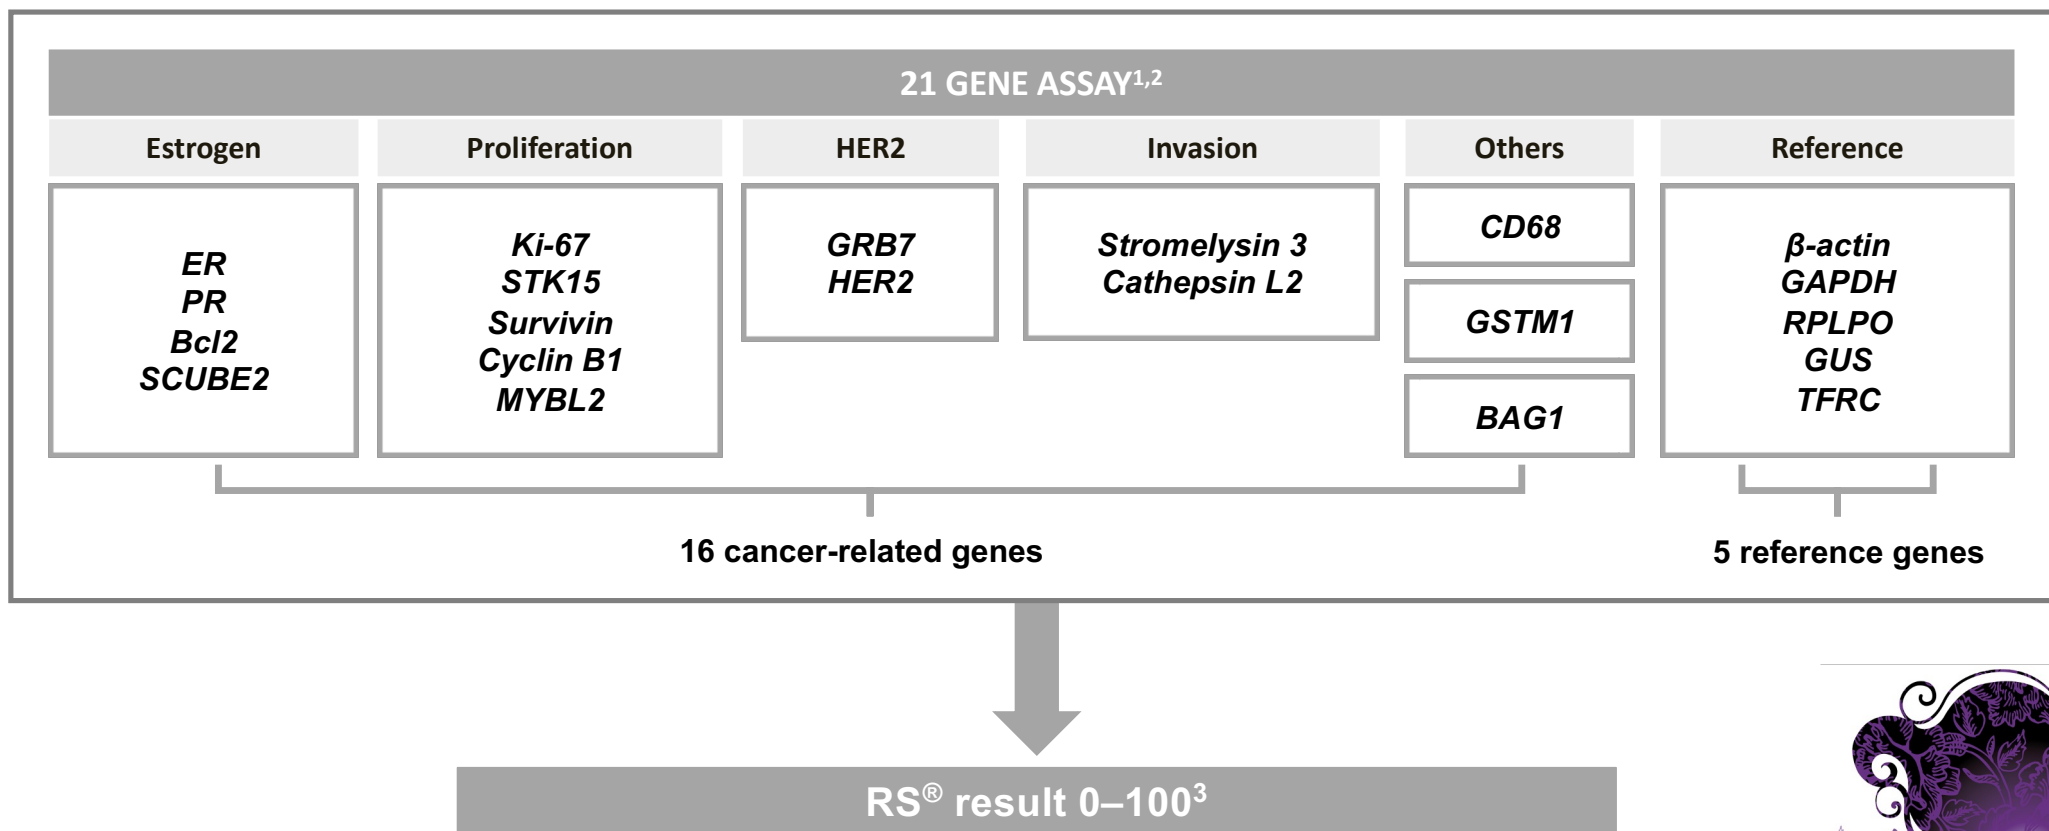 21 GENE ASSAY1,2
Estrogen
Proliferation
HER2
Invasion
Others
Reference
ER
PR
Bcl2
SCUBE2
Ki-67
STK15
Survivin
Cyclin B1
MYBL2
GRB7
HER2
Stromelysin 3
Cathepsin L2
CD68
GSTM1
BAG1
β-actin
GAPDH
RPLPO
GUS
TFRC
16 cancer-related genes
5 reference genes
RS® result 0–1003